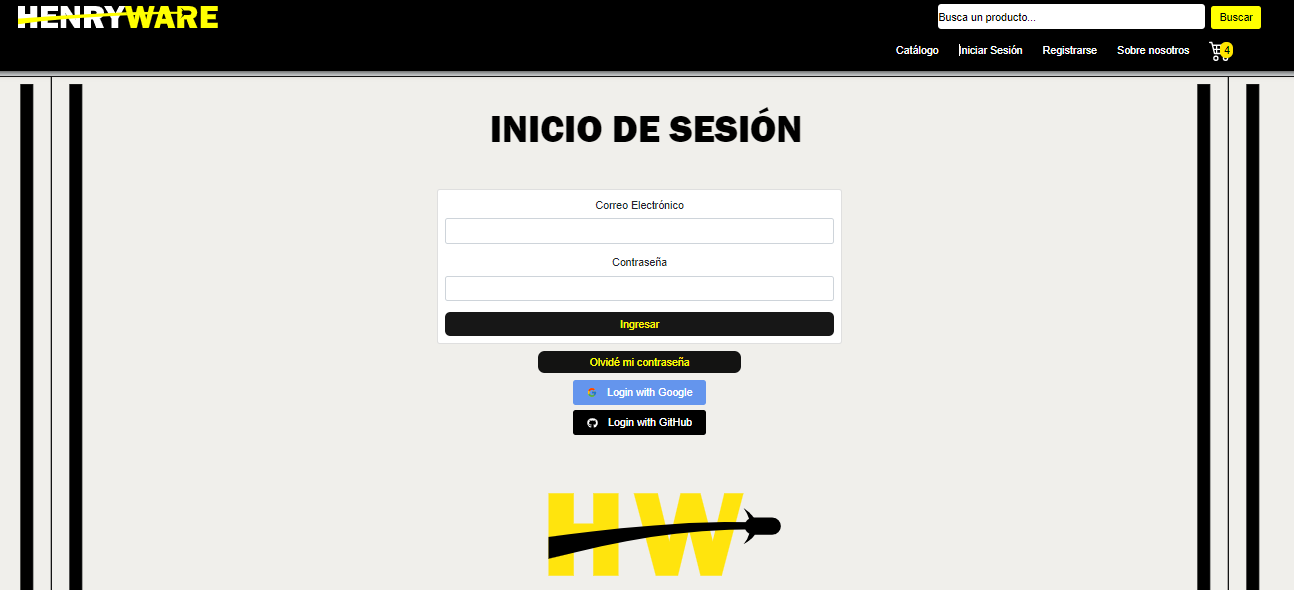 HENRYWARE
Busca un producto...
Buscar
Catálogo
Iniciar Sesión
Registrarse
Sobre nosotros
4
INICIO DE SESIÓN
Correo Electrónico
Contraseña
Ingresar
Olvidé mi contraseña
Login with Google
Login with GitHub
HW